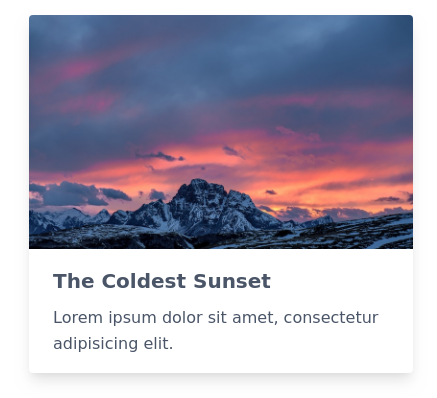 The Coldest Sunset
Lorem ipsum dolor sit amet, consectetur
adipisicing elit.